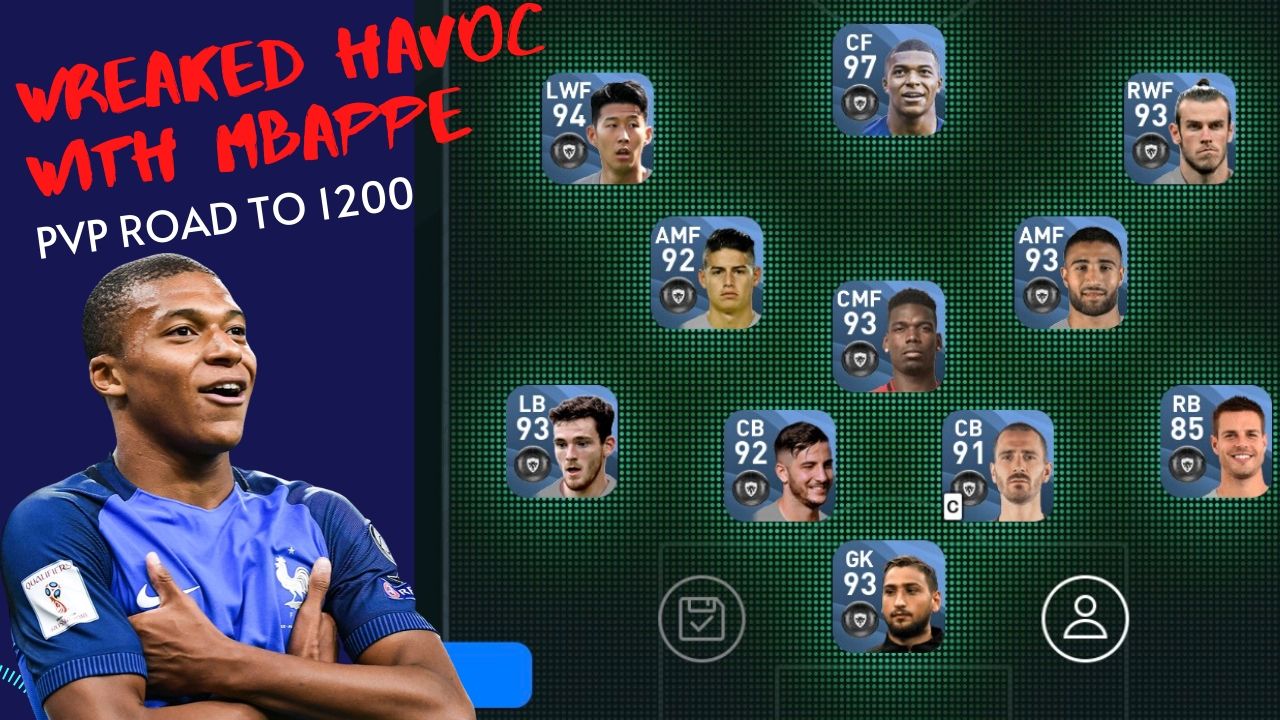 WREAKED HAVOC
WITH MBAPPE
PVP ROAD TO 1200
CF
97
LWF
94
RWF
93
AMF
92
AMF
93
CMF
93
LB
93
CB
92
CB
91
C
RB
85
GK
93
QUALIFIERS